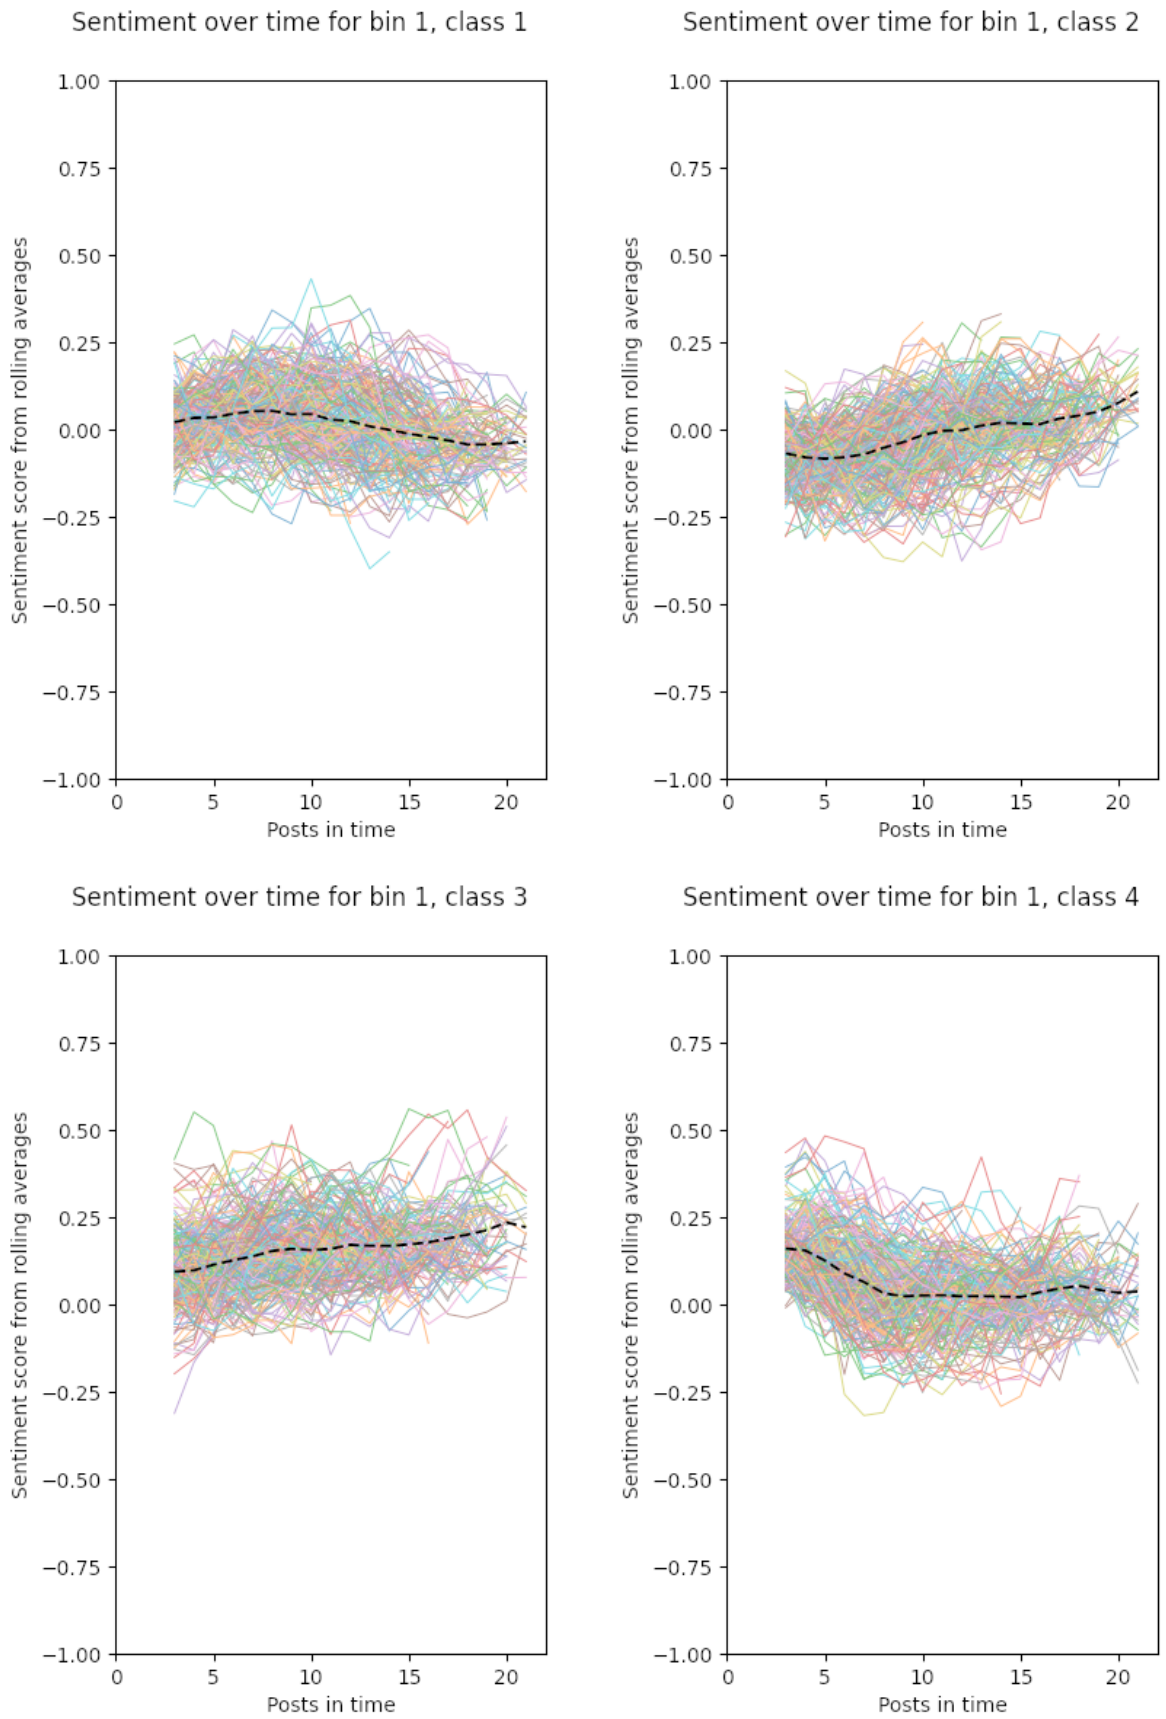 Sentiment over time for bin 1, class 1
Sentiment score from rolling averages
1.00
0.75
0.50
0.25
0.00
−0.25
−0.50
−0.75
−1.00
0 5 10 15 20
Posts in time
Sentiment over time for bin 1, class 2
Sentiment score from rolling averages
1.00
0.75
0.50
0.25
0.00
−0.25
−0.50
−0.75
−1.00
0 5 10 15 20
Posts in time
Sentiment over time for bin 1, class 3
Sentiment score from rolling averages
1.00
0.75
0.50
0.25
0.00
−0.25
−0.50
−0.75
−1.00
0 5 10 15 20
Posts in time
Sentiment over time for bin 1, class 4
Sentiment score from rolling averages
1.00
0.75
0.50
0.25
0.00
−0.25
−0.50
−0.75
−1.00
0 5 10 15 20
Posts in time